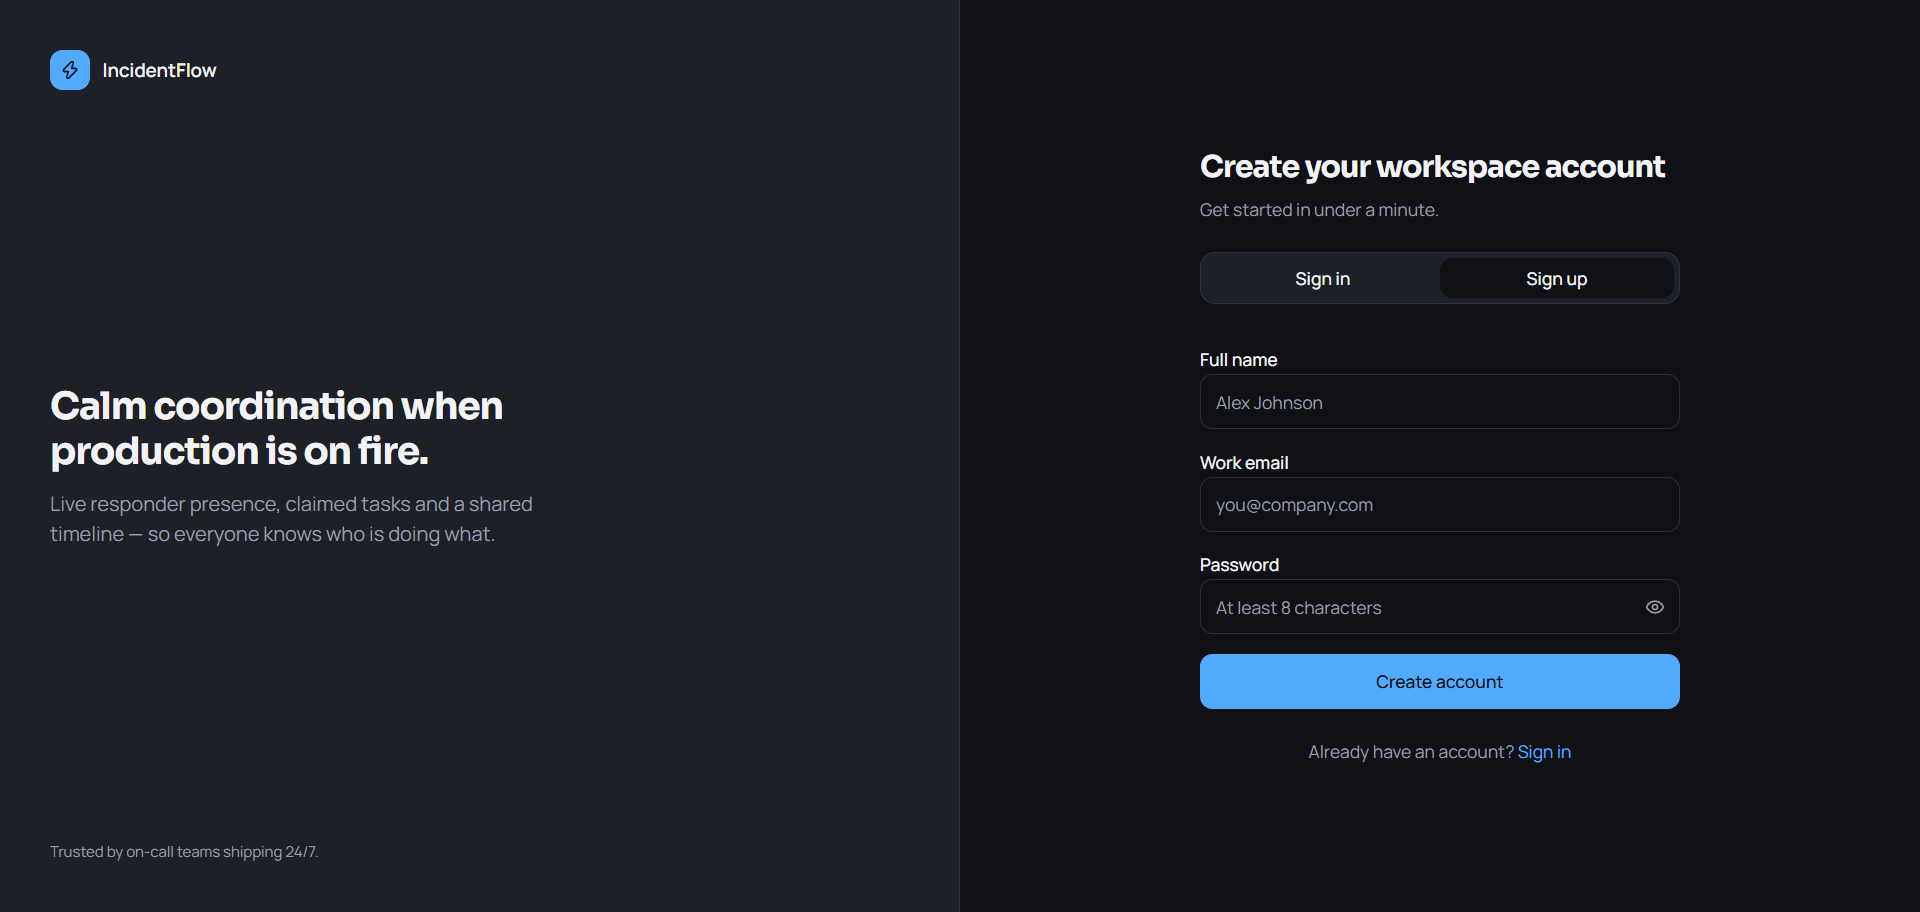 IncidentFlow
Calm coordination when
production is on fire.
Live responder presence, claimed tasks and a shared
timeline — so everyone knows who is doing what.
Trusted by on-call teams shipping 24/7.
Create your workspace account
Get started in under a minute.
Sign in
Sign up
Full name
Alex Johnson
Work email
you@company.com
Password
At least 8 characters
Create account
Already have an account? Sign in